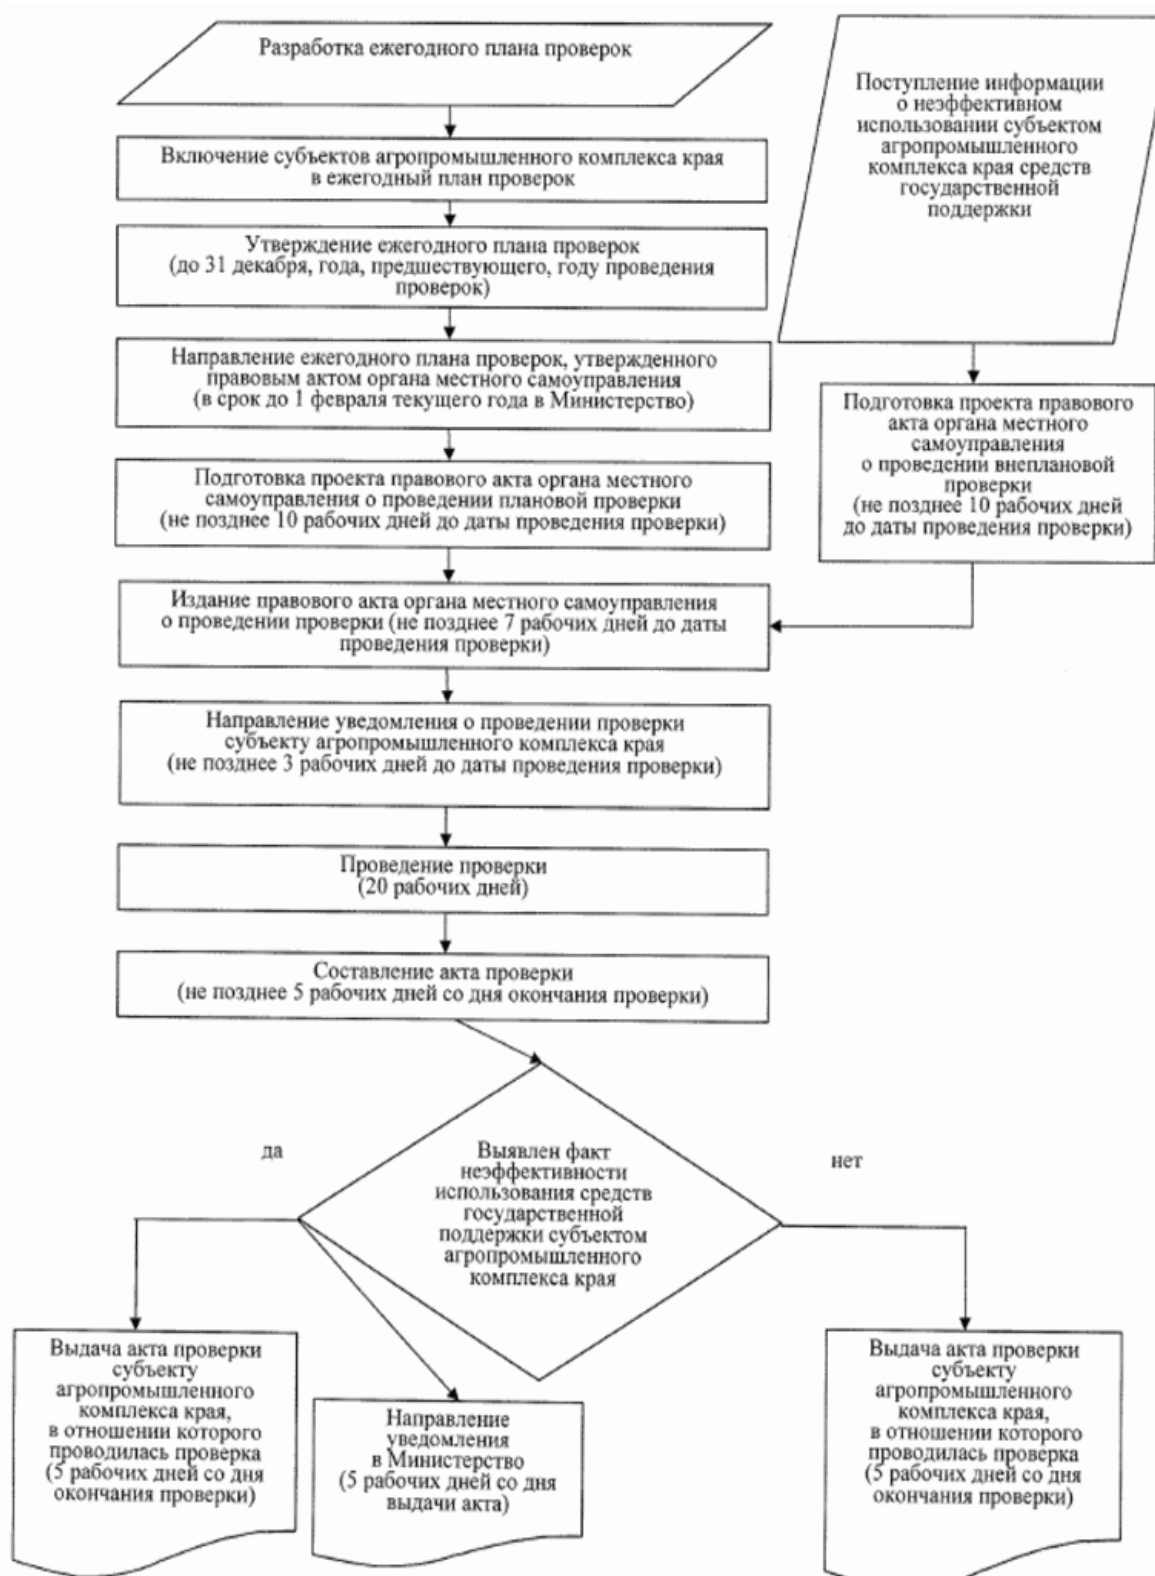 Разработка ежегодного плана проверок
Поступление информации
о неэффективном
использовании субъектом
агропромышленного
комплекса края средств
государственной
поддержки
Включение субъектов агропромышленного комплекса края
в ежегодный план проверок
Утверждение ежегодного плана проверок
(до 31 декабря, года, предшествующего, году проведения
проверок)
Направление ежегодного плана проверок, утвержденного
правовым актом органа местного самоуправления
(в срок до 1 февраля текущего года в Министерство)
Подготовка проекта правового
акта органа местного
самоуправления
о проведении внеплановой
проверки
(не позднее 10 рабочих дней
до даты проведения проверки)
Подготовка проекта правового акта органа местного
самоуправления о проведении плановой проверки
(не позднее 10 рабочих дней до даты проведения проверки)
Издание правового акта органа местного самоуправления
о проведении проверки (не позднее 7 рабочих дней до даты
проведения проверки)
Направление уведомления о проведении проверки
субъекту агропромышленного комплекса края
(не позднее 3 рабочих дней до даты проведения проверки)
Проведение проверки
(20 рабочих дней)
Составление акта проверки
(не позднее 5 рабочих дней со дня окончания проверки)
да
Выявлен факт
неэффективности
использования средств
государственной
поддержки субъектом
агропромышленного
комплекса края
нет
Выдача акта проверки
субъекту
агропромышленного
комплекса края,
в отношении которого
проводилась проверка
(5 рабочих дней со дня
окончания проверки)
Направление
уведомления
в Министерство
(5 рабочих дней со дня
выдачи акта)
Выдача акта проверки
субъекту
агропромышленного
комплекса края,
в отношении которого
проводилась проверка
(5 рабочих дней со дня
окончания проверки)